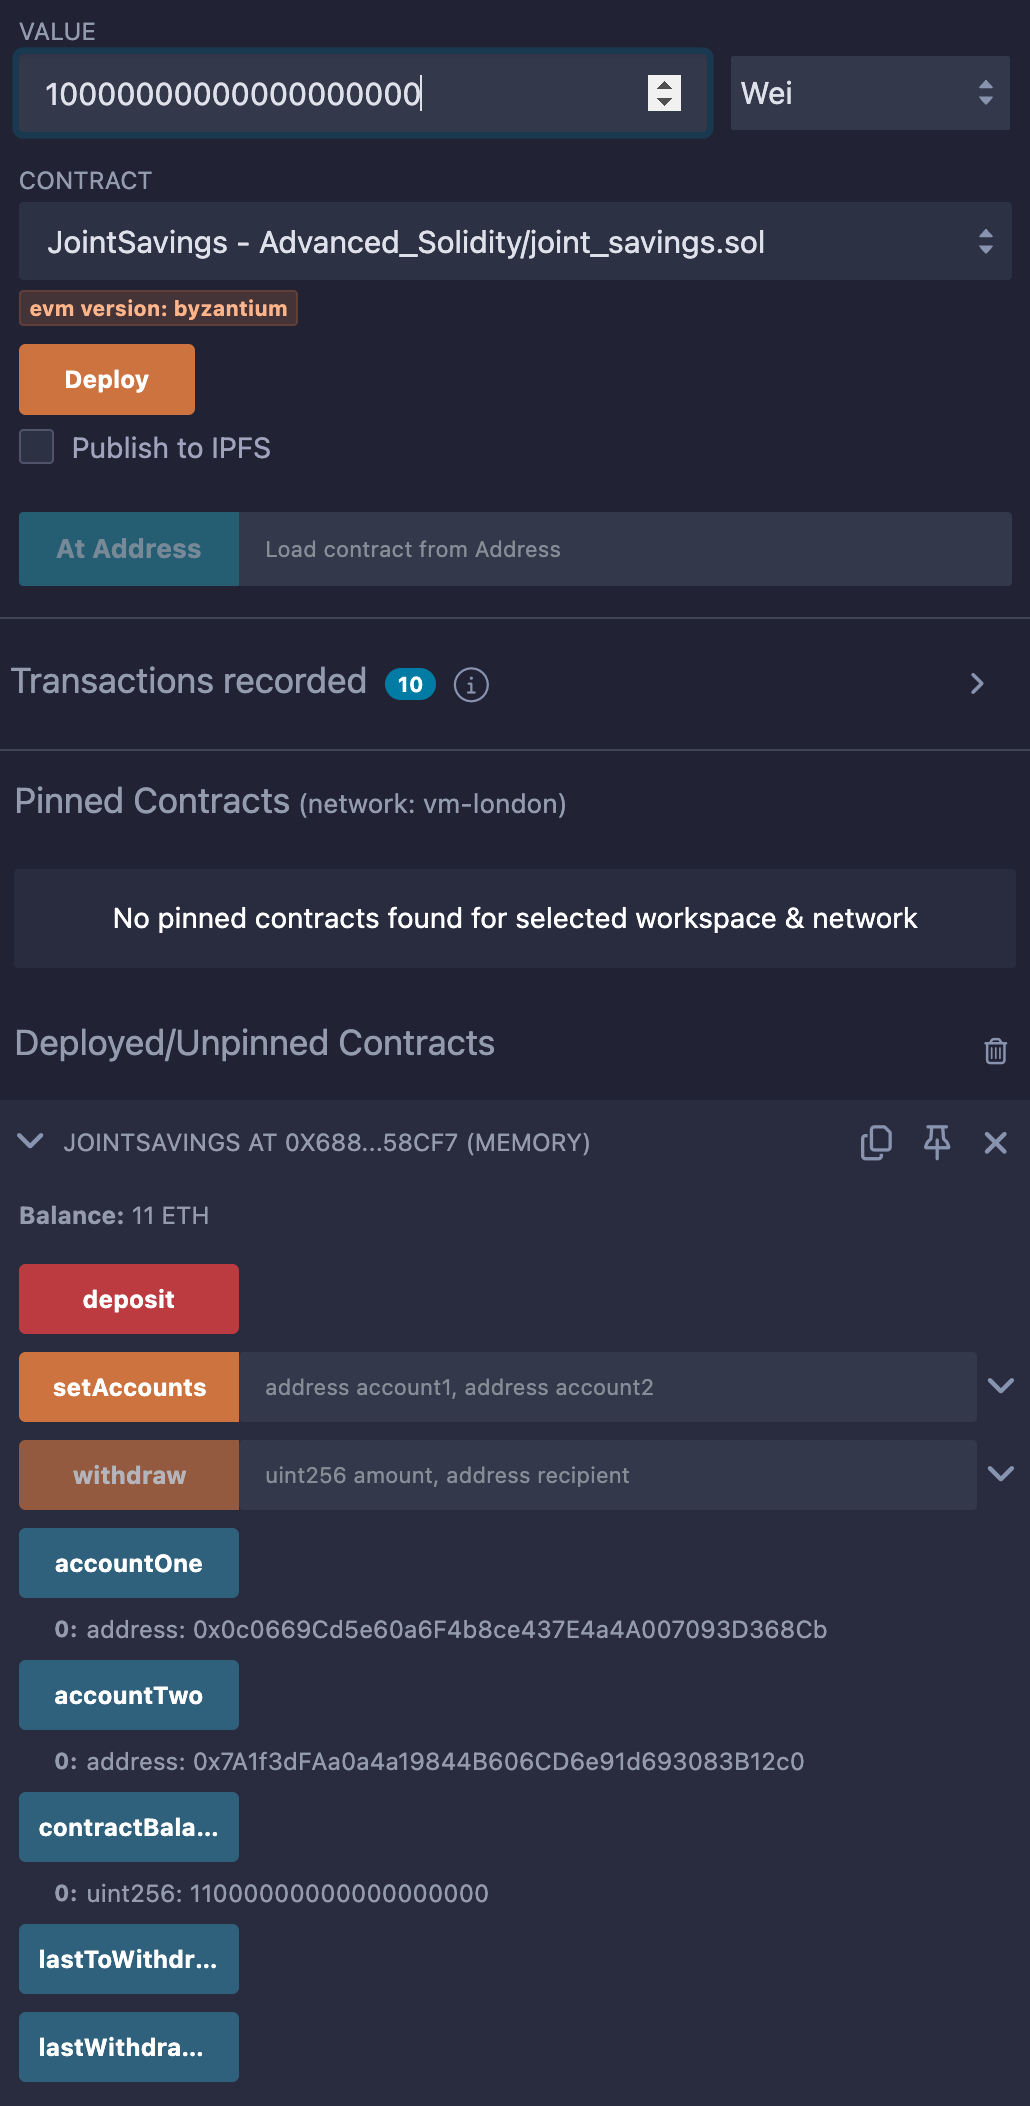 VALUE
10000000000000000000
Wei
CONTRACT
JointSavings - Advanced_Solidity/joint_savings.sol
evm version: byzantium
Deploy
Publish to IPFS
At Address
Load contract from Address
Transactions recorded 10 i
Pinned Contracts (network: vm-london)
No pinned contracts found for selected workspace & network
Deployed/Unpinned Contracts
JOINTSAVINGS AT 0X688...58CF7 (MEMORY)
Balance: 11 ETH
deposit
setAccounts
address account1, address account2
withdraw
uint256 amount, address recipient
accountOne
0: address: 0x0c0669Cd5e60a6F4b8ce437E4a4A007093D368Cb
accountTwo
0: address: 0x7A1f3dFAa0a4a19844B606CD6e91d693083B12c0
contractBala...
0: uint256: 11000000000000000000
lastToWithdr...
lastWithdra...